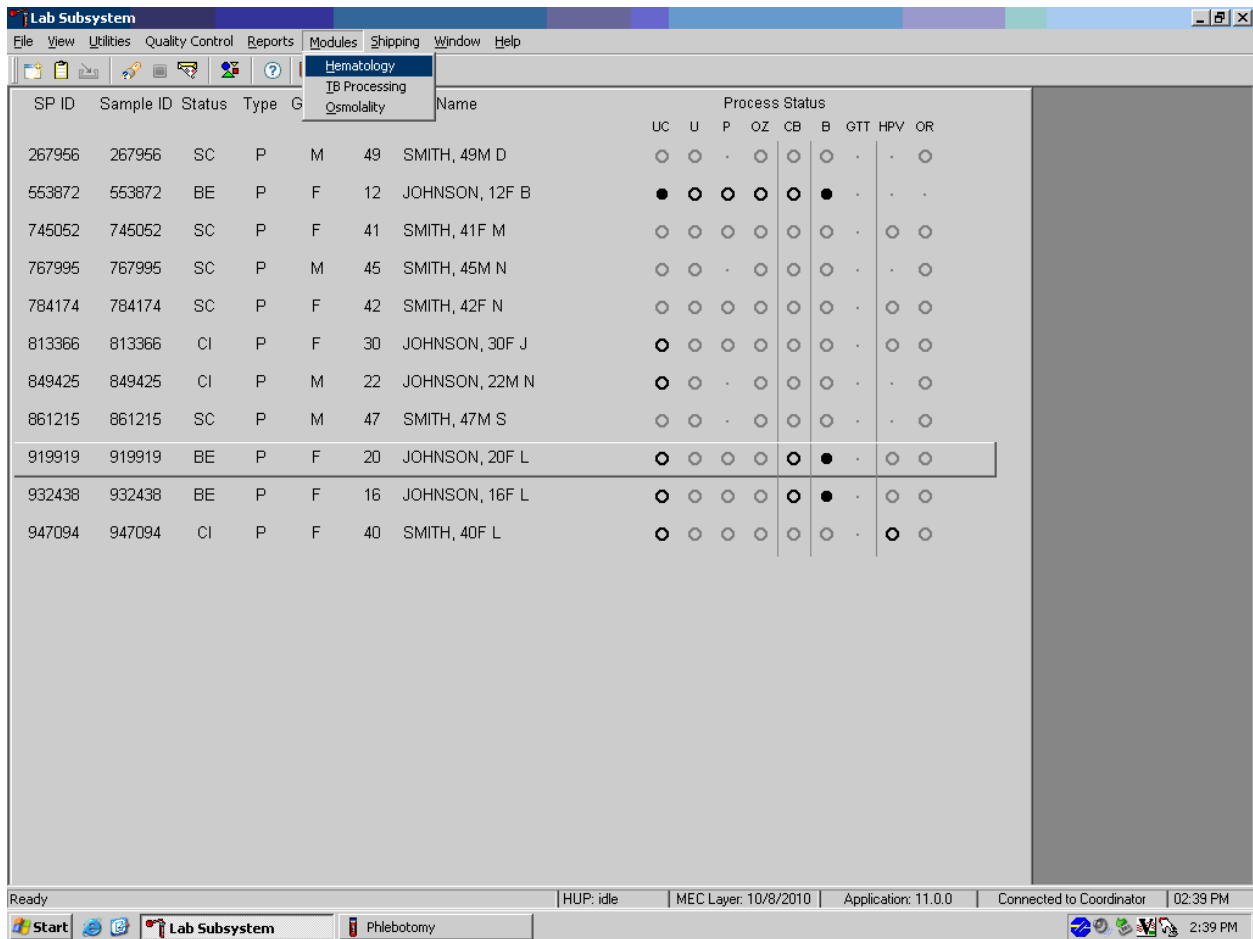 Lab Subsystem
File View Utilities Quality Control Reports Modules Shipping Window Help
Hematology
TB Processing
Osmolality
SP ID Sample ID Status Type G Name Process Status
UC U P OZ CB B GTT HPV OR
267956 267956 SC P M 49 SMITH, 49M D
553872 553872 BE P F 12 JOHNSON, 12F B
745052 745052 SC P F 41 SMITH, 41F M
767995 767995 SC P M 45 SMITH, 45M N
784174 784174 SC P F 42 SMITH, 42F N
813366 813366 CI P F 30 JOHNSON, 30F J
849425 849425 CI P M 22 JOHNSON, 22M N
861215 861215 SC P M 47 SMITH, 47M S
919919 919919 BE P F 20 JOHNSON, 20F L
932438 932438 BE P F 16 JOHNSON, 16F L
947094 947094 CI P F 40 SMITH, 40F L
Ready HUP: idle MEC Layer: 10/8/2010 Application: 11.0.0 Connected to Coordinator 02:39 PM
Start Lab Subsystem Phlebotomy 2:39 PM